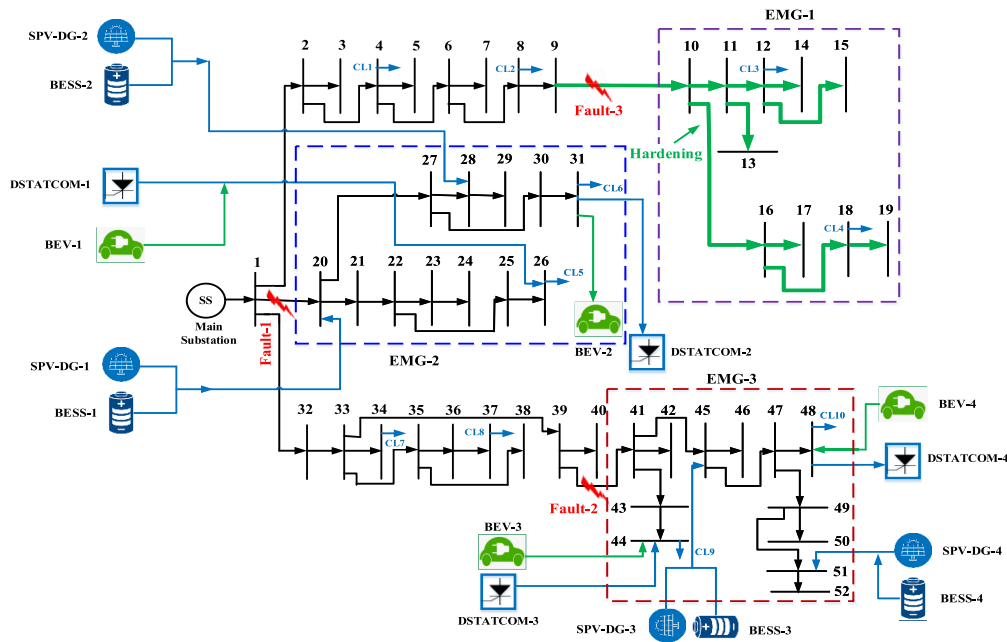 EMG-1
SPV-DG-2
BESS-2
2 3 4 5 6 7 8 9
CL1
CL2
Fault-3
10 11 12 14 15
CL3
13
Hardening
16 17 18 19
CL4
DSTATCOM-1
BEV-1
27 28 29 30 31
CL6
1
20 21 22 23 24 25 26
CL5
SS
Main
Substation
Fault-1
EMG-2
BEV-2
DSTATCOM-2
SPV-DG-1
BESS-1
EMG-3
32 33 34 35 36 37 38 39 40
CL7
CL8
Fault-2
41 42 45 46 47 48
CL10
BEV-4
DSTATCOM-4
43
44
CL9
49
50
51
52
BEV-3
DSTATCOM-3
SPV-DG-3
BESS-3
SPV-DG-4
BESS-4